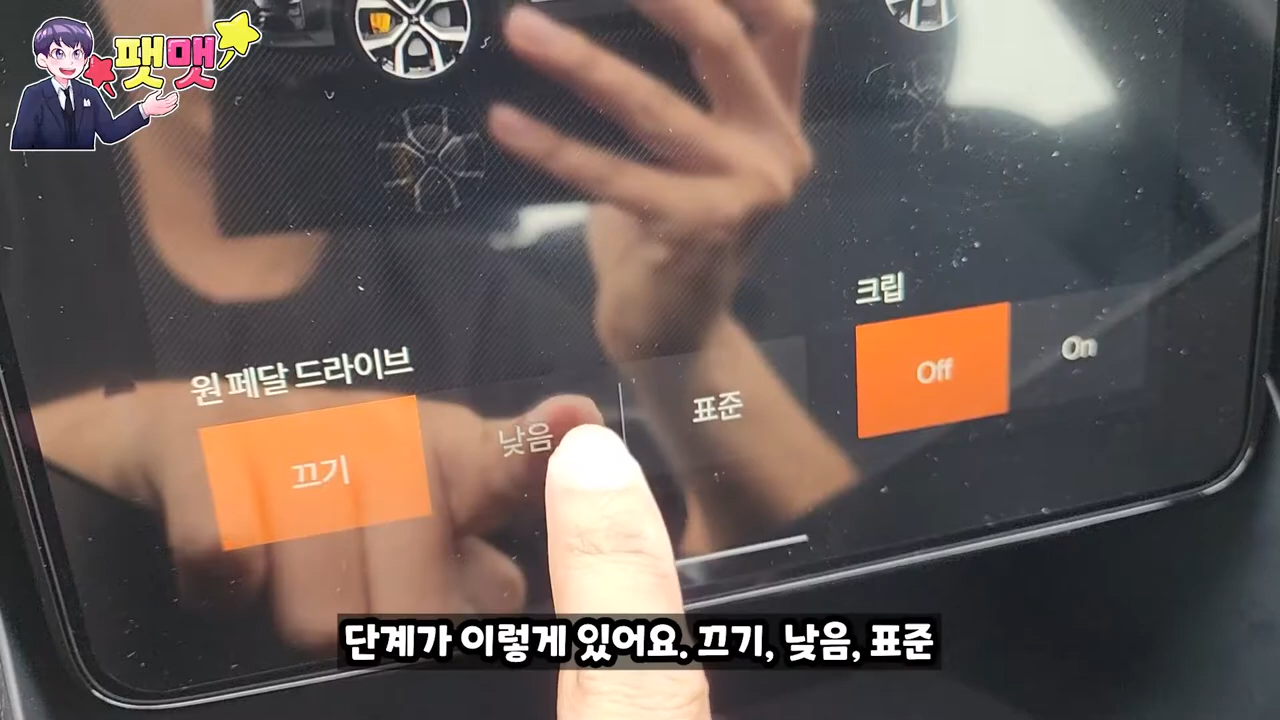 팻맷
크립
Off
On
원 페달 드라이브
끄기
낮음
표준
단계가 이렇게 있어요. 끄기, 낮음, 표준